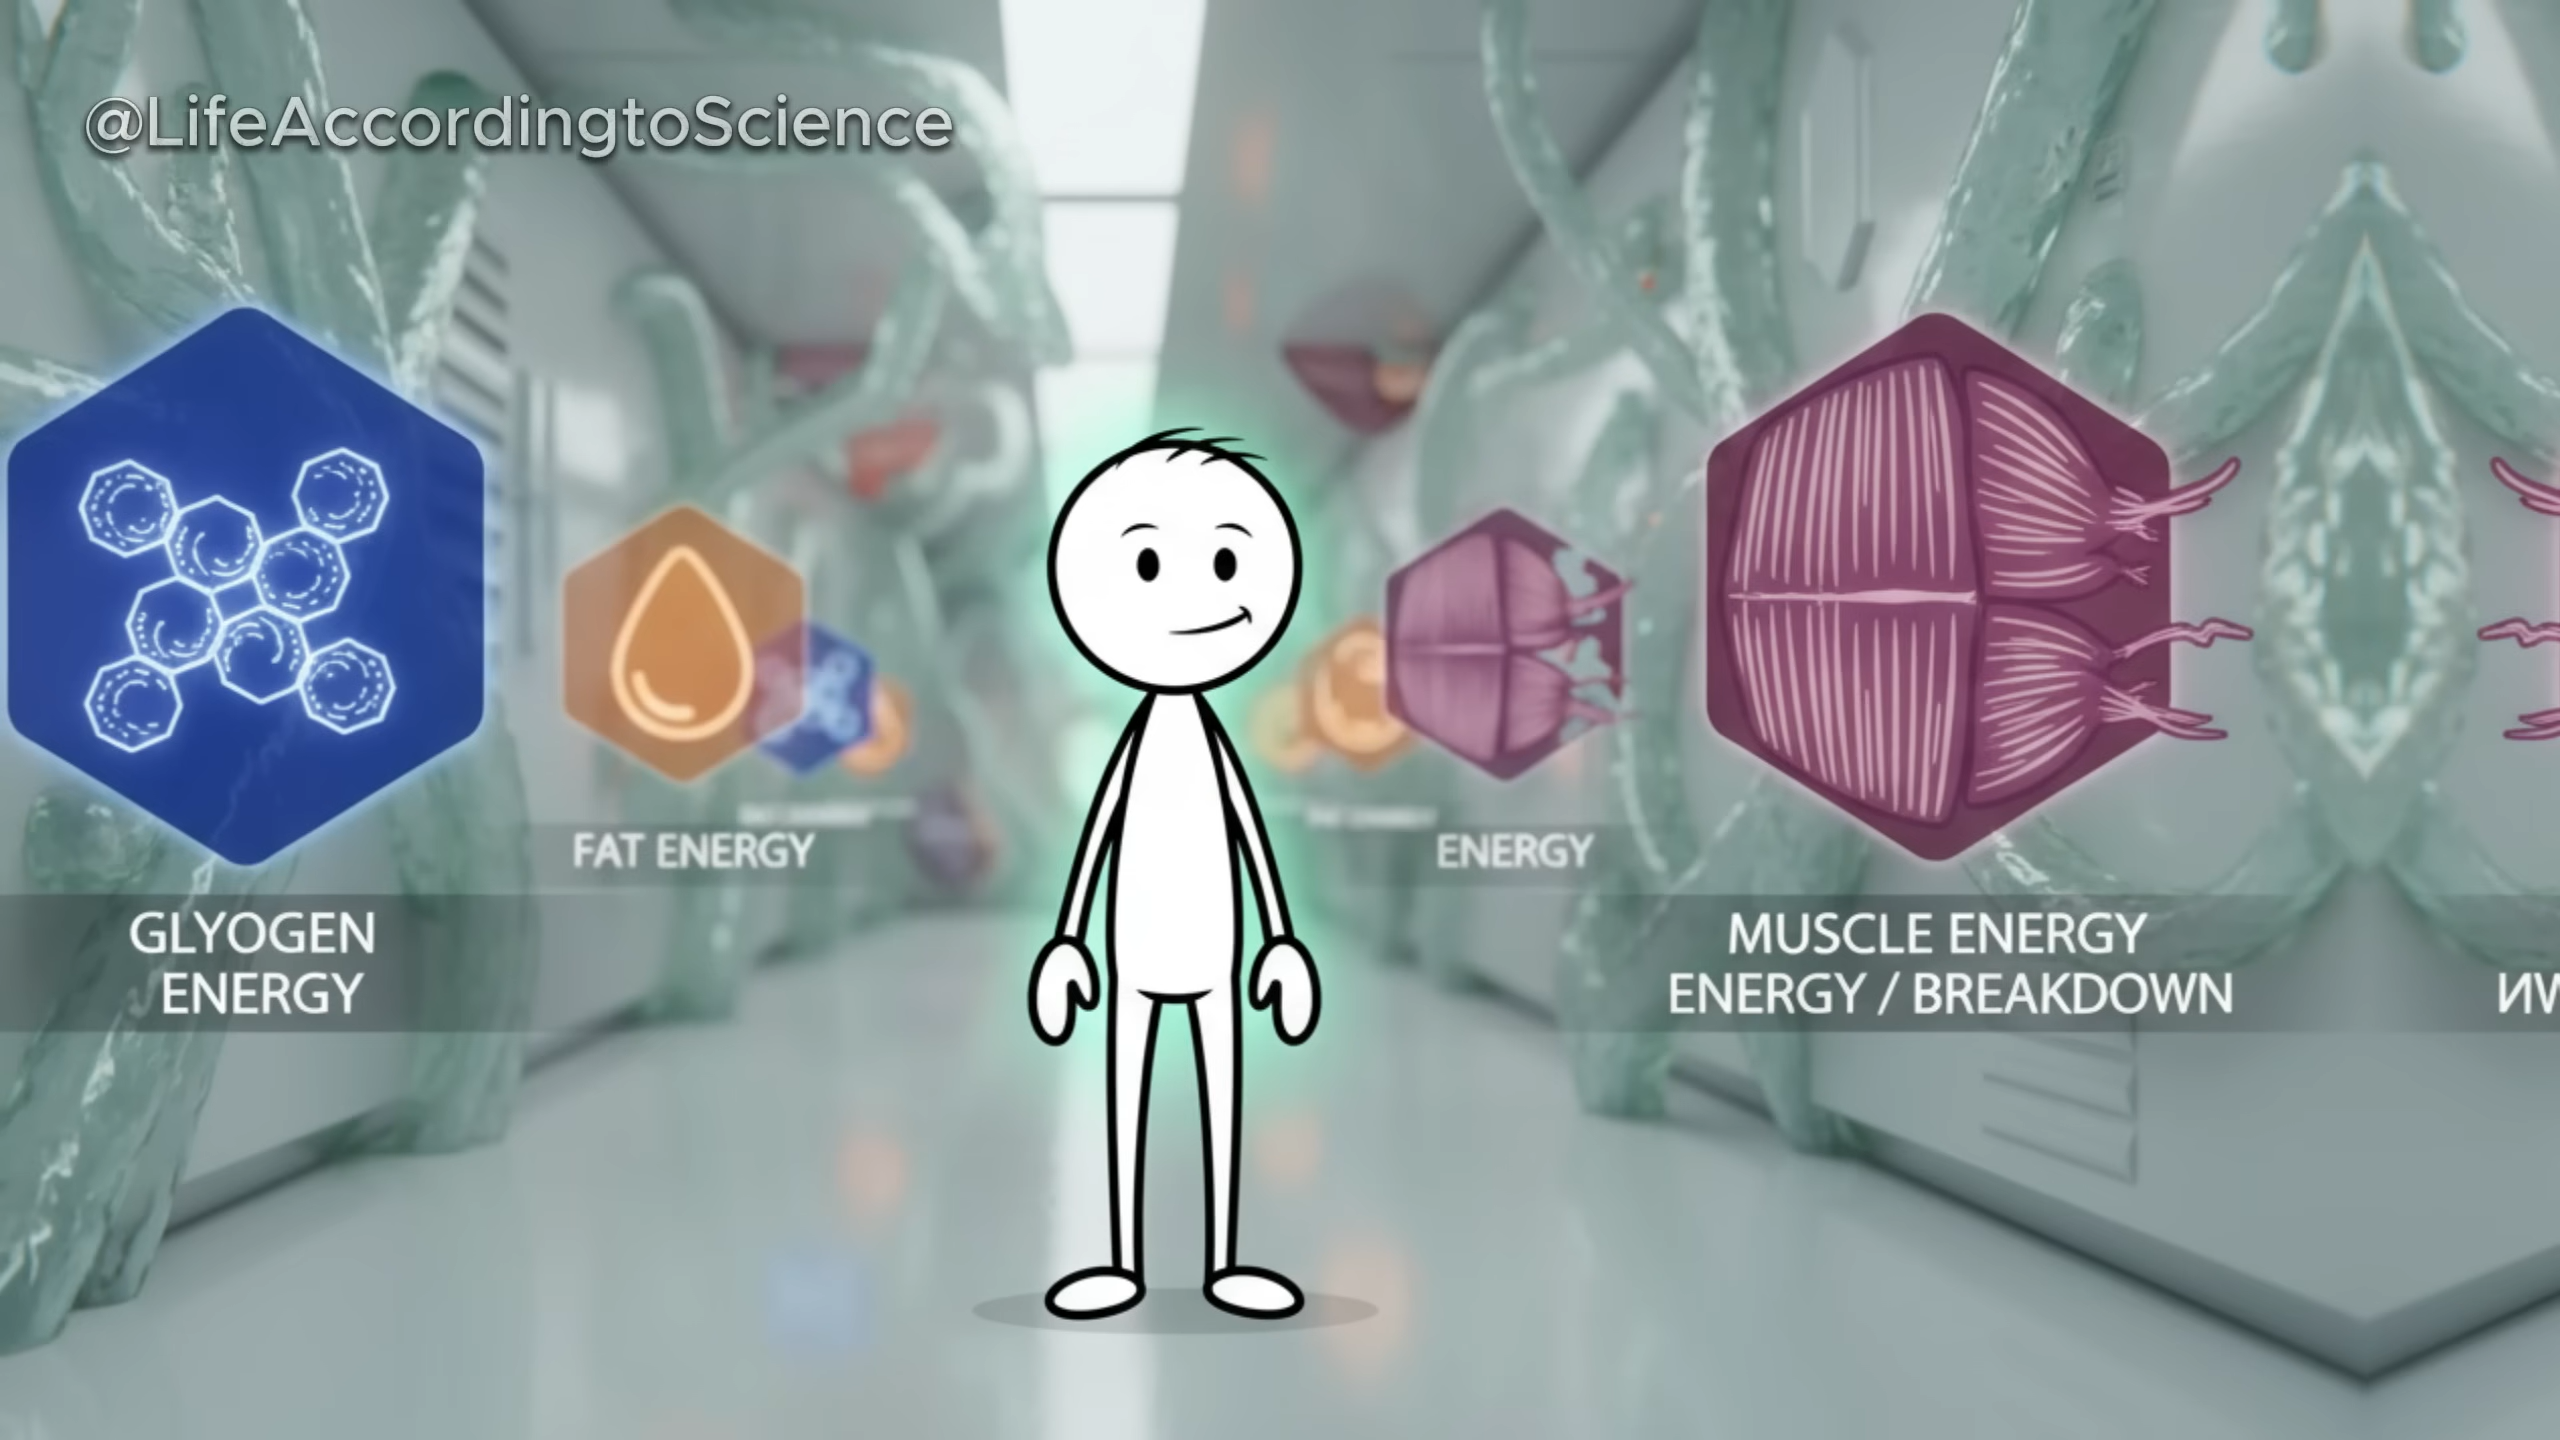 @LifeAccordingtoScience
FAT ENERGY
ENERGY
GLYOGEN
ENERGY
MUSCLE ENERGY
ENERGY / BREAKDOWN